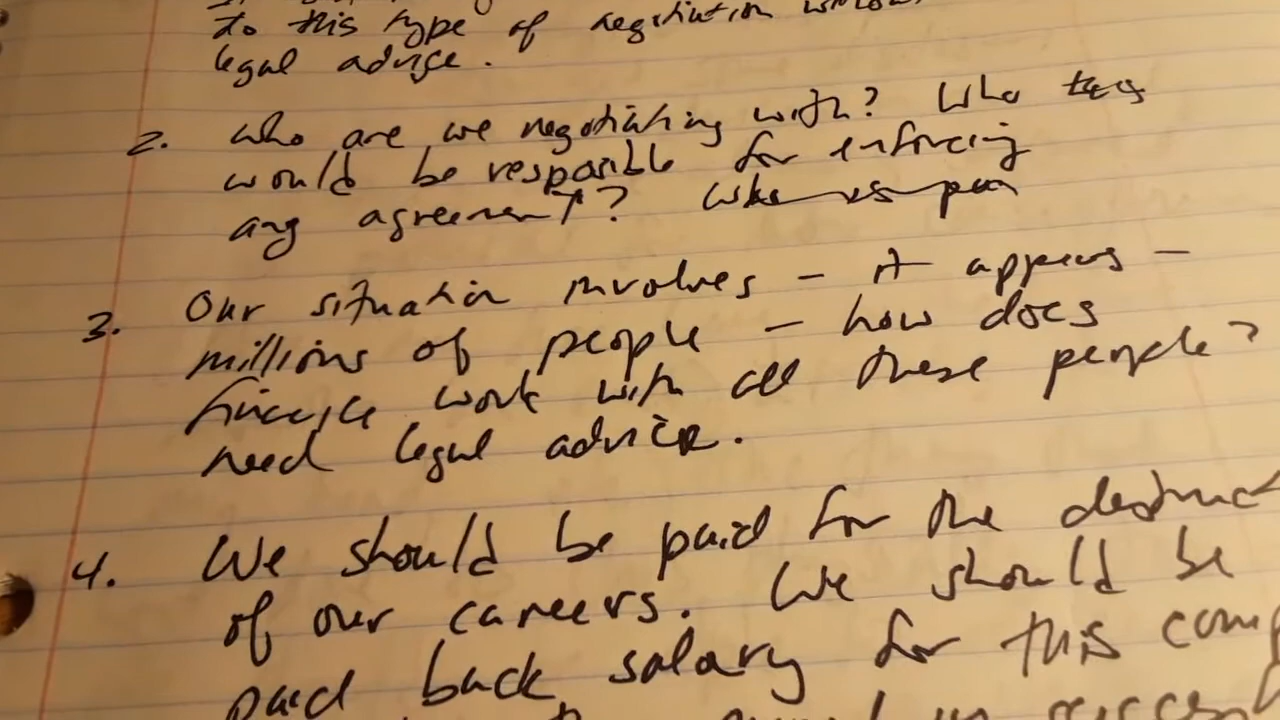 to this type of negotiation
legal advice.
2. Who are we negotiating with? Who
would be responsible for enforcing
any agreement?
3. Our situation involves – it appears –
millions of people – how does
work with all these people?
need legal advice.
4. We should be paid for the destruct
of our careers. We should be
paid back salary for this comp